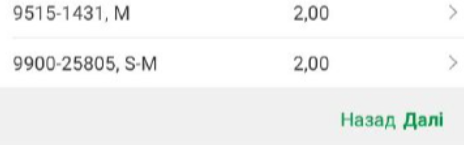 9515-1431, M 2,00
9900-25805, S-M 2,00
Назад Далі